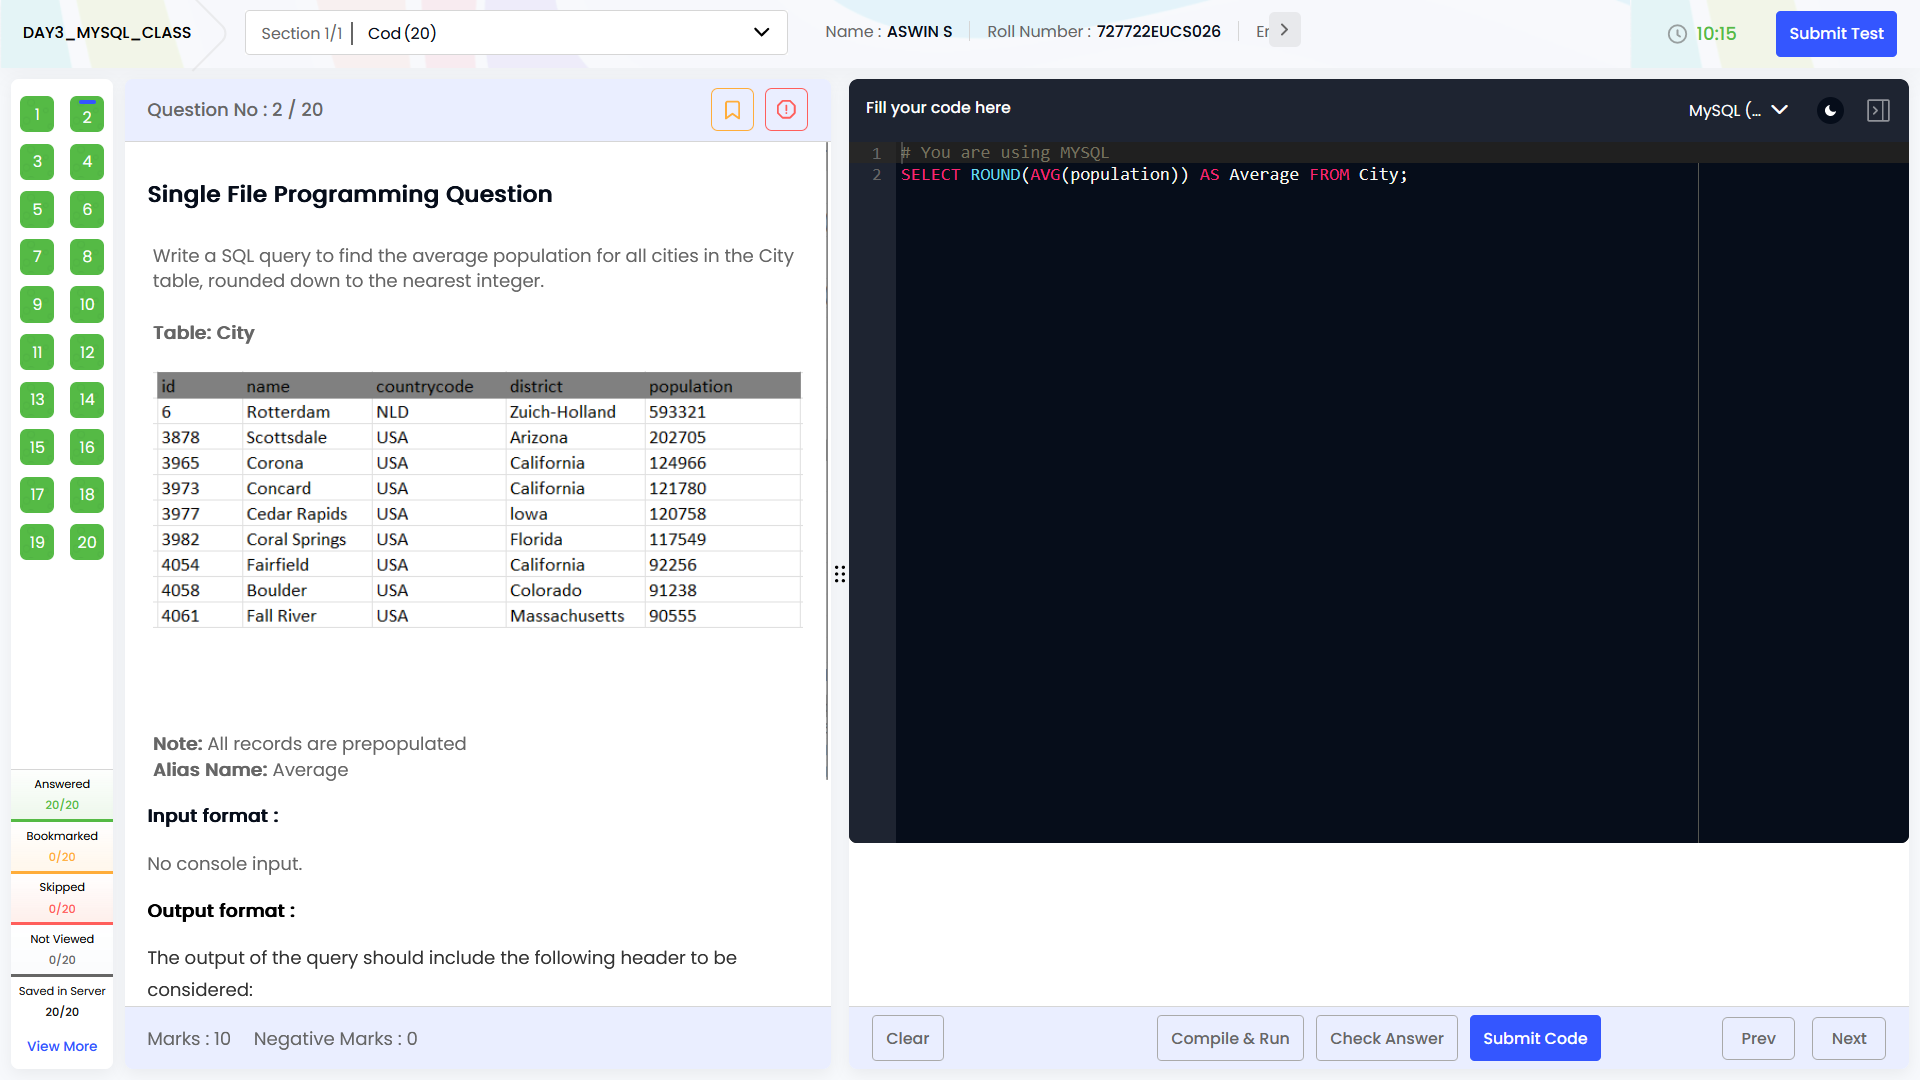 DAY3_MYSQL_CLASS
Section 1/1 | Cod (20)
Name : ASWIN S
Roll Number : 727722EUCS026
10:15
Submit Test
1 2
3 4
5 6
7 8
9 10
11 12
13 14
15 16
17 18
19 20
Answered
20/20
Bookmarked
0/20
Skipped
0/20
Not Viewed
0/20
Saved in Server
20/20
View More
Question No : 2 / 20
Single File Programming Question
Write a SQL query to find the average population for all cities in the City
table, rounded down to the nearest integer.
Table: City
id name countrycode district population
6 Rotterdam NLD Zuich-Holland 593321
3878 Scottsdale USA Arizona 202705
3965 Corona USA California 124966
3973 Concard USA California 121780
3977 Cedar Rapids USA lowa 120758
3982 Coral Springs USA Florida 117549
4054 Fairfield USA California 92256
4058 Boulder USA Colorado 91238
4061 Fall River USA Massachusetts 90555
Note: All records are prepopulated
Alias Name: Average
Input format :
No console input.
Output format :
The output of the query should include the following header to be
considered:
Marks : 10 Negative Marks : 0
Fill your code here
MySQL (...
1 # You are using MYSQL
2 SELECT ROUND(AVG(population)) AS Average FROM City;
Clear
Compile & Run
Check Answer
Submit Code
Prev
Next